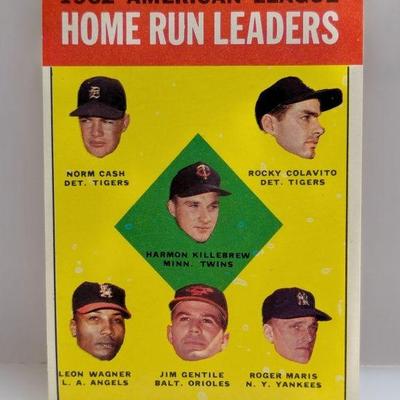 1962 AMERICAN LEAGUE
HOME RUN LEADERS
NORM CASH
DET. TIGERS
ROCKY COLAVITO
DET. TIGERS
HARMON KILLEBREW
MINN. TWINS
LEON WAGNER
L. A. ANGELS
JIM GENTILE
BALT. ORIOLES
ROGER MARIS
N. Y. YANKEES